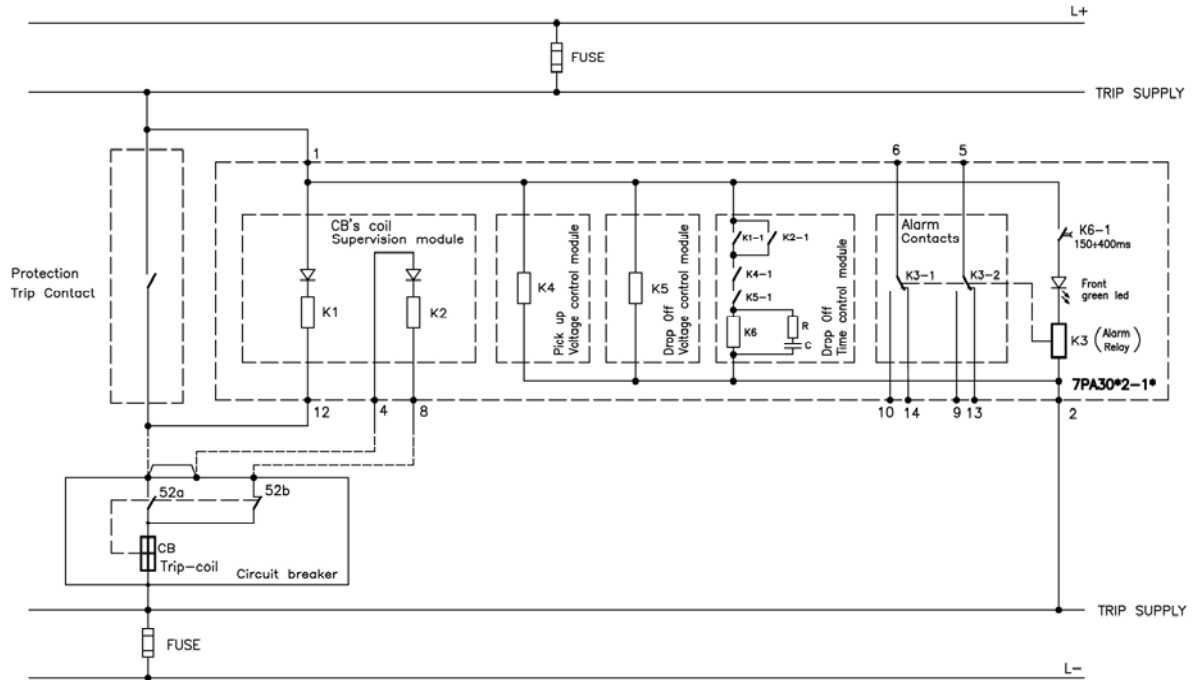 L+
FUSE
TRIP SUPPLY
1
6
5
CB's coil
Supervision module
K1
K2
K4
Pick up
Voltage control module
K5
Drop Off
Voltage control module
K1-1
K2-1
K4-1
K5-1
K6
R
C
Drop Off
Time control module
Alarm
Contacts
K3-1
K3-2
K6-1
150÷400ms
Front
green led
K3
(Alarm
Relay)
7PA30*2-1*
Protection
Trip Contact
12
4
8
10
14
9
13
2
52a
52b
CB
Trip-coil
Circuit breaker
TRIP SUPPLY
FUSE
L-